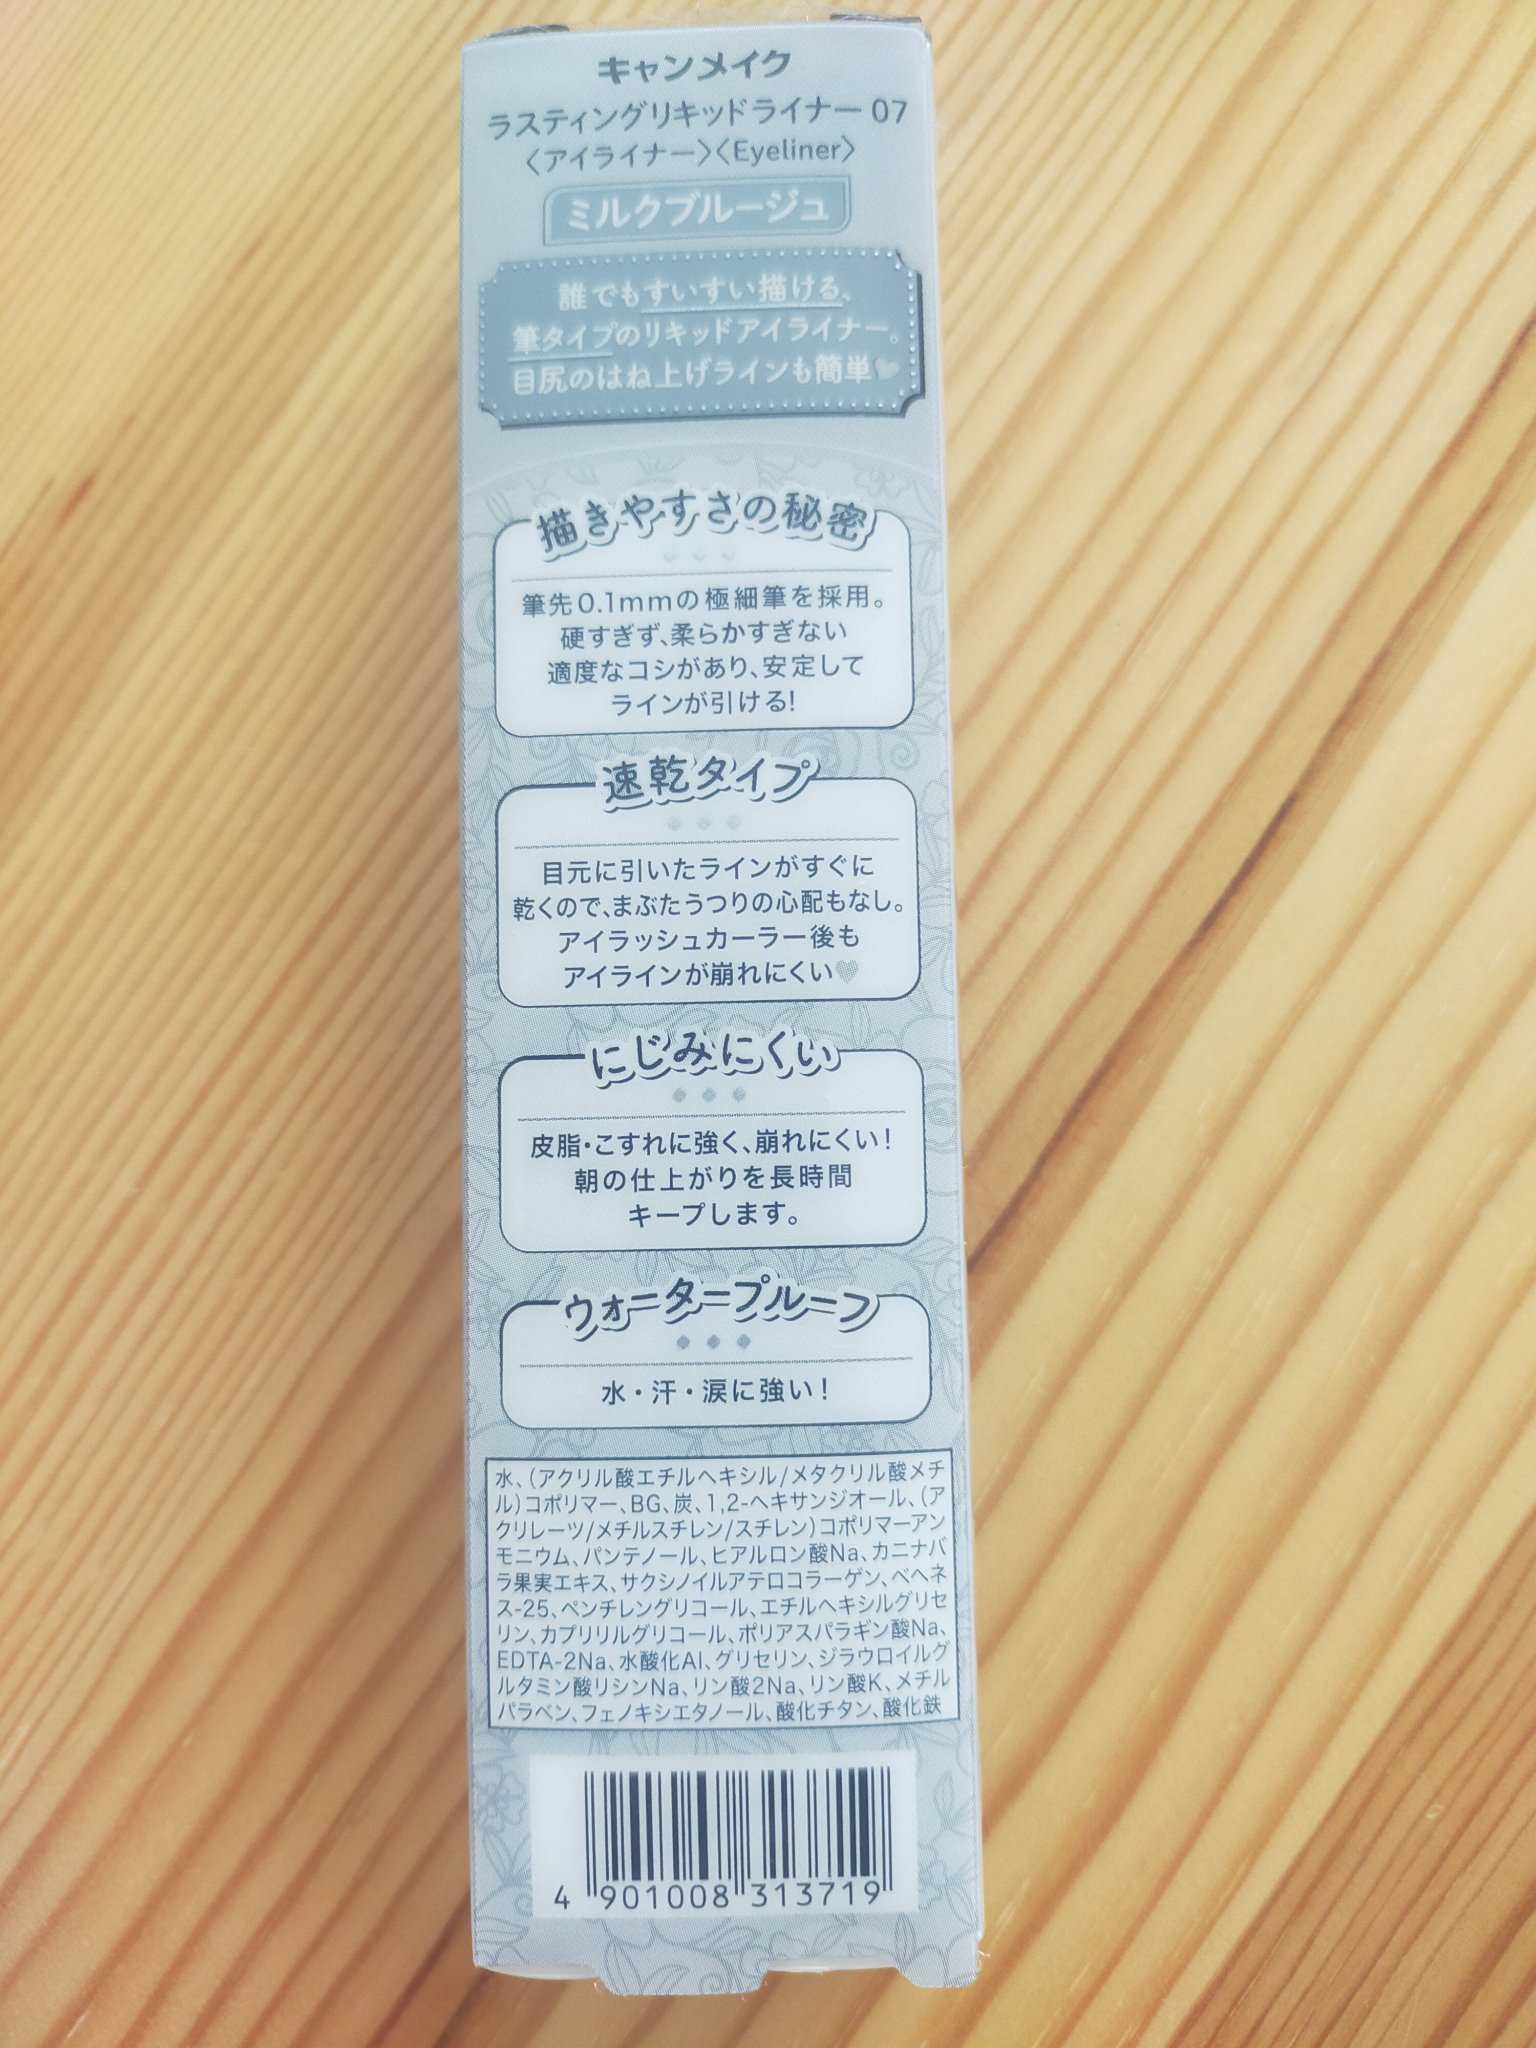 キャンメイク
ラスティングリキッドライナー 07
〈アイライナー〉〈Eyeliner〉
ミルクブルージュ
誰でもすいすい描ける、
筆タイプのリキッドアイライナー。
目尻のはね上げラインも簡単♥
描きやすさの秘密
筆先0.1mmの極細筆を採用。
硬すぎず、柔らかすぎない
適度なコシがあり、安定して
ラインが引ける!
速乾タイプ
目元に引いたラインがすぐに
乾くので、まぶたうつりの心配もなし。
アイラッシュカーラー後も
アイラインが崩れにくい♥
にじみにくい
皮脂・こすれに強く、崩れにくい!
朝の仕上がりを長時間
キープします。
ウォータープルーフ
水・汗・涙に強い!
水、(アクリル酸エチルヘキシル/メタクリル酸メチ
ル)コポリマー、BG、炭、1,2-ヘキサンジオール、(ア
クリレーツ/メチルスチレン/スチレン)コポリマーアン
モニウム、パンテノール、ヒアルロン酸Na、カニナバ
ラ果実エキス、サクシノイルアテロコラーゲン、ベヘネ
ス-25、ペンチレングリコール、エチルヘキシルグリセ
リン、カプリリルグリコール、ポリアスパラギン酸Na、
EDTA-2Na、水酸化Al、グリセリン、ジラウロイルグ
ルタミン酸リシンNa、リン酸2Na、リン酸K、メチル
パラベン、フェノキシエタノール、酸化チタン、酸化鉄
4 901008 313719